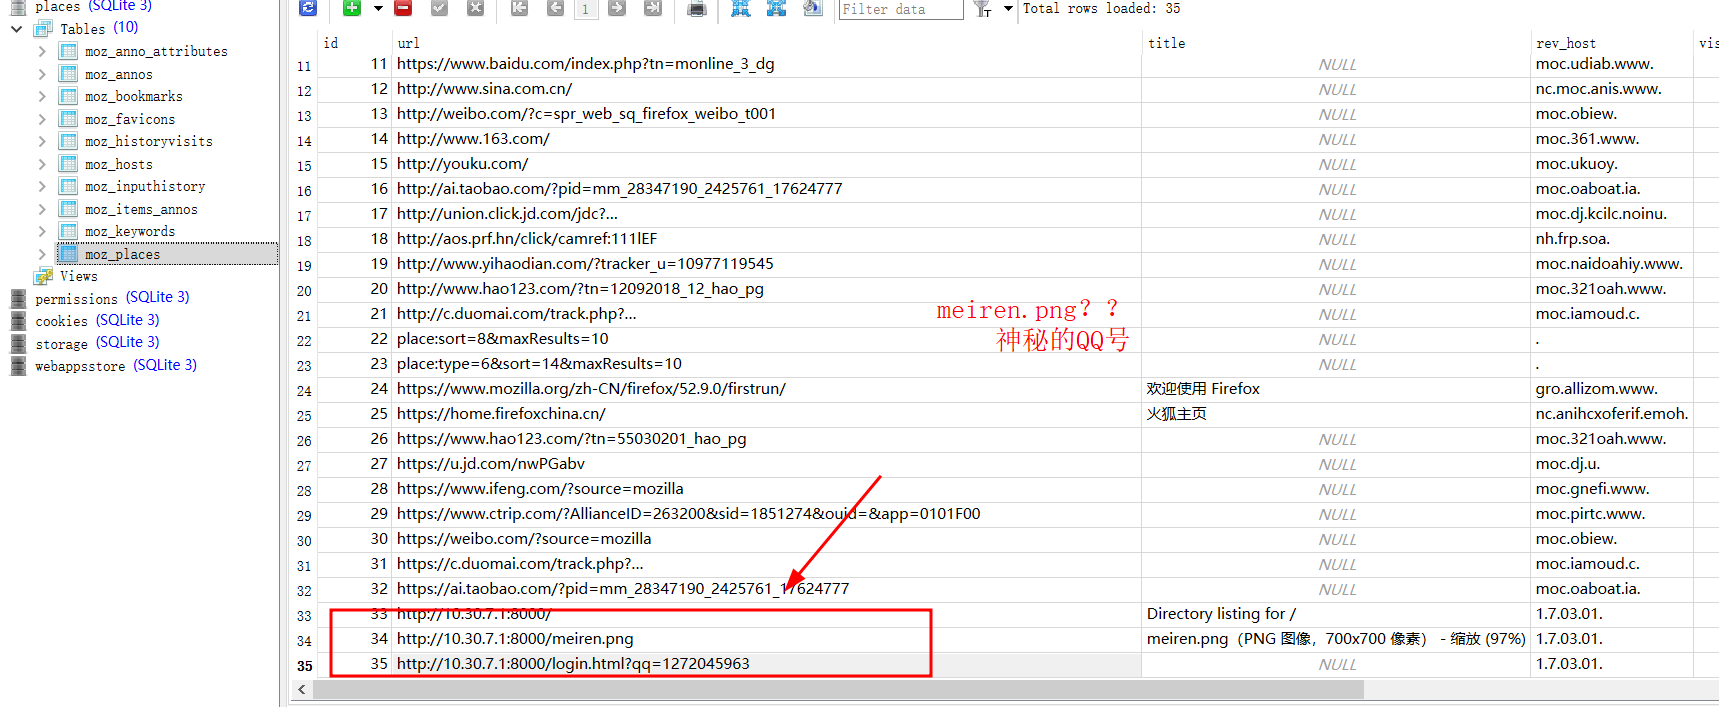 places (SQLite 3)
Tables (10)
moz_anno_attributes
moz_annos
moz_bookmarks
moz_favicons
moz_historyvisits
moz_hosts
moz_inputhistory
moz_items_annos
moz_keywords
moz_places
Views
permissions (SQLite 3)
cookies (SQLite 3)
storage (SQLite 3)
webappsstore (SQLite 3)
1 Filter data Total rows loaded: 35
id url title rev_host vis
11 11 https://www.baidu.com/index.php?tn=monline_3_dg NULL moc.udiab.www.
12 12 http://www.sina.com.cn/ NULL nc.moc.anis.www.
13 13 http://weibo.com/?c=spr_web_sq_firefox_weibo_t001 NULL moc.obiew.
14 14 http://www.163.com/ NULL moc.361.www.
15 15 http://youku.com/ NULL moc.ukuoy.
16 16 http://ai.taobao.com/?pid=mm_28347190_2425761_17624777 NULL moc.oaboat.ia.
17 17 http://union.click.jd.com/jdc?... NULL moc.dj.kcilc.noinu.
18 18 http://aos.prf.hn/click/camref:111lEF NULL nh.frp.soa.
19 19 http://www.yihaodian.com/?tracker_u=10977119545 NULL moc.naidoahiy.www.
20 20 http://www.hao123.com/?tn=12092018_12_hao_pg NULL moc.321oah.www.
21 21 http://c.duomai.com/track.php?... NULL moc.iamoud.c.
meiren.png？？
神秘的QQ号
22 22 place:sort=8&maxResults=10 NULL .
23 23 place:type=6&sort=14&maxResults=10 NULL .
24 24 https://www.mozilla.org/zh-CN/firefox/52.9.0/firstrun/ 欢迎使用 Firefox gro.allizom.www.
25 25 https://home.firefoxchina.cn/ 火狐主页 nc.anihcxoferif.emoh.
26 26 https://www.hao123.com/?tn=55030201_hao_pg NULL moc.321oah.www.
27 27 https://u.jd.com/nwPGabv NULL moc.dj.u.
28 28 https://www.ifeng.com/?source=mozilla NULL moc.gnefi.www.
29 29 https://www.ctrip.com/?AllianceID=263200&sid=1851274&ouid=&app=0101F00 NULL moc.pirtc.www.
30 30 https://weibo.com/?source=mozilla NULL moc.obiew.
31 31 https://c.duomai.com/track.php?... NULL moc.iamoud.c.
32 32 https://ai.taobao.com/?pid=mm_28347190_2425761_17624777 NULL moc.oaboat.ia.
33 33 http://10.30.7.1:8000/ Directory listing for / 1.7.03.01.
34 34 http://10.30.7.1:8000/meiren.png meiren.png（PNG 图像，700x700 像素） - 缩放 (97%) 1.7.03.01.
35 35 http://10.30.7.1:8000/login.html?qq=1272045963 NULL 1.7.03.01.